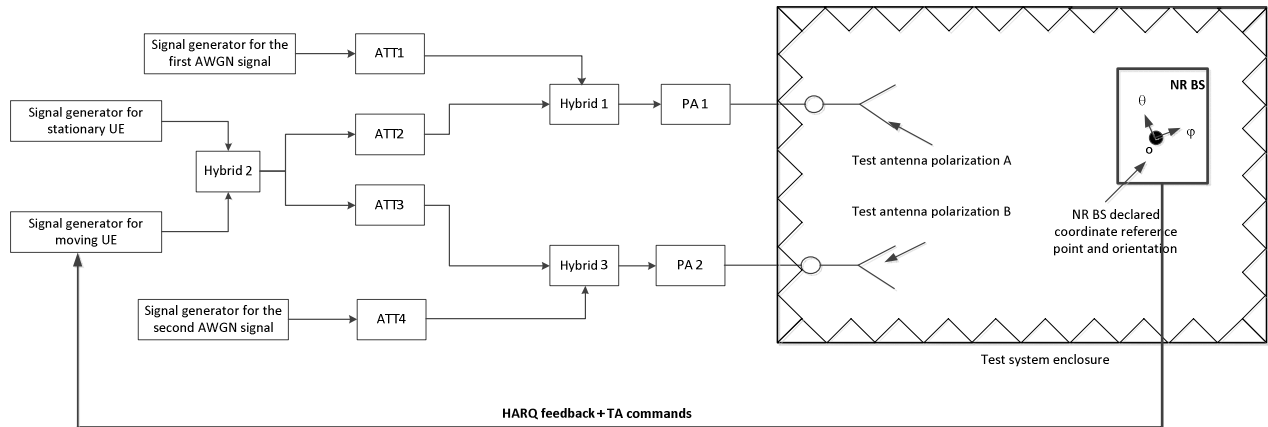 Signal generator for the
first AWGN signal
ATT1
Hybrid 1
PA 1
NR BS
θ
φ
o
Signal generator for
stationary UE
ATT2
Hybrid 2
Test antenna polarization A
ATT3
Signal generator for
moving UE
Test antenna polarization B
NR BS declared
coordinate reference
point and orientation
Hybrid 3
PA 2
Signal generator for the
second AWGN signal
ATT4
Test system enclosure
HARQ feedback+TA commands